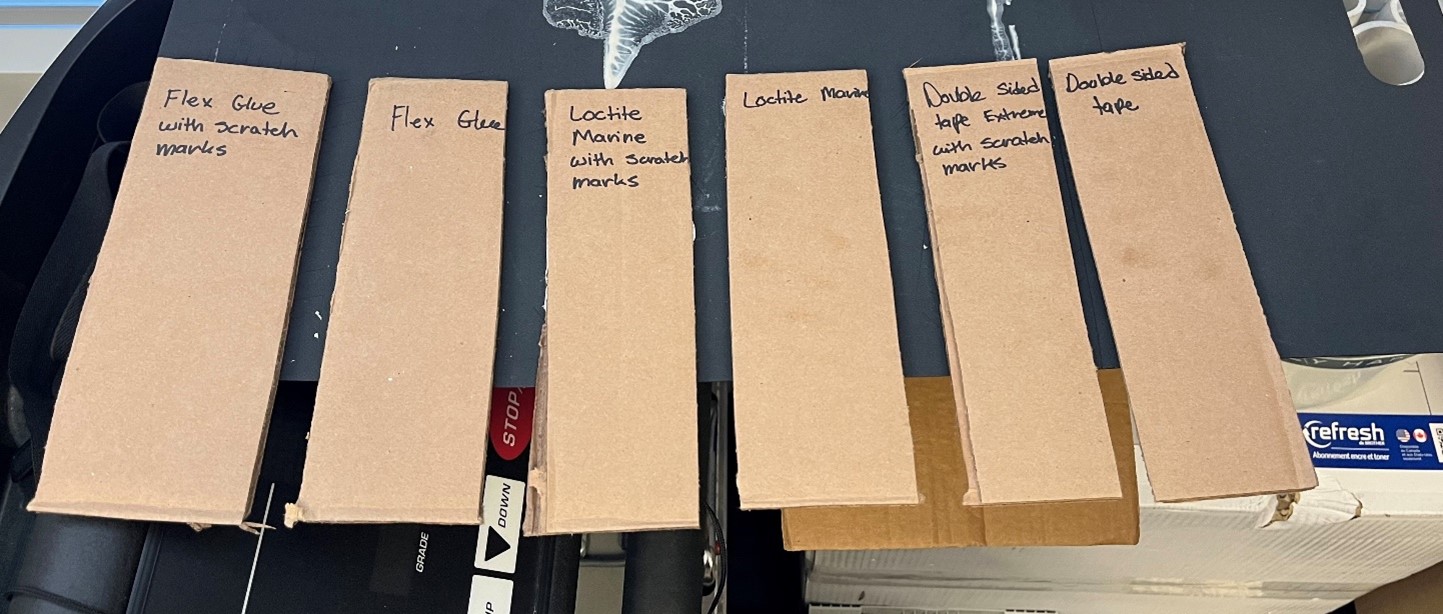 Flex Glue
with scratch
marks
Flex Glue
Loctite
Marine
with scratch
marks
Loctite Marine
Double sided
tape Extreme
with scratch
marks
Double sided
tape
STOP
DOWN
GRADE
refresh
Abonnement encre et toner